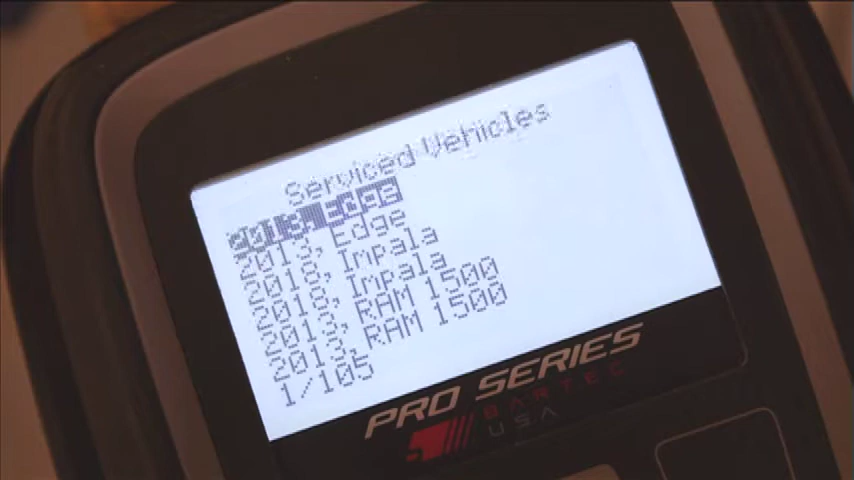 Serviced Vehicles
2013, Edge
2013, Edge
2018, Impala
2018, Impala
2013, RAM 1500
2013, RAM 1500
1/105
PRO SERIES
BARTEC
USA